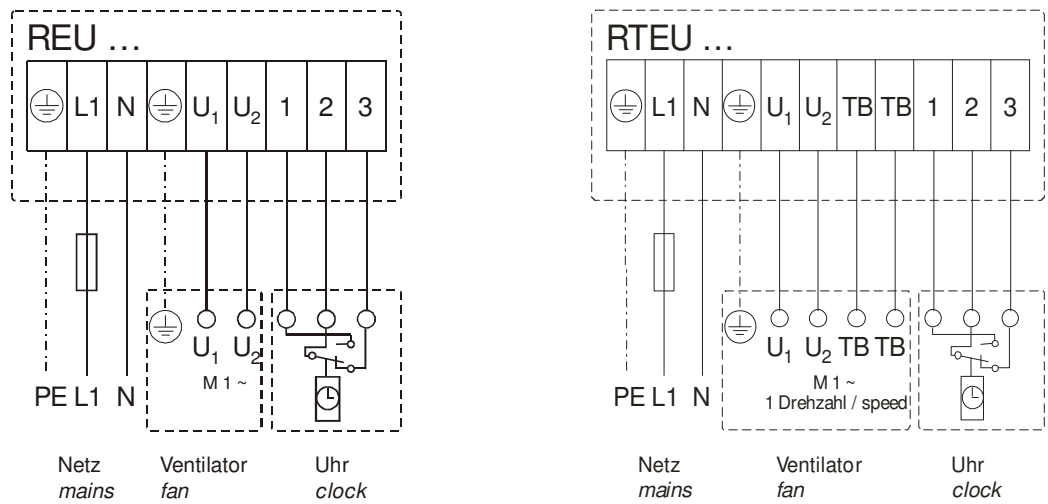 REU ...
L1 N U1 U2 1 2 3
U1 U2
M 1 ~
PE L1 N
Netz Ventilator Uhr
mains fan clock
RTEU ...
L1 N U1 U2 TB TB 1 2 3
U1 U2 TB TB
M 1 ~
1 Drehzahl / speed
PE L1 N
Netz Ventilator Uhr
mains fan clock